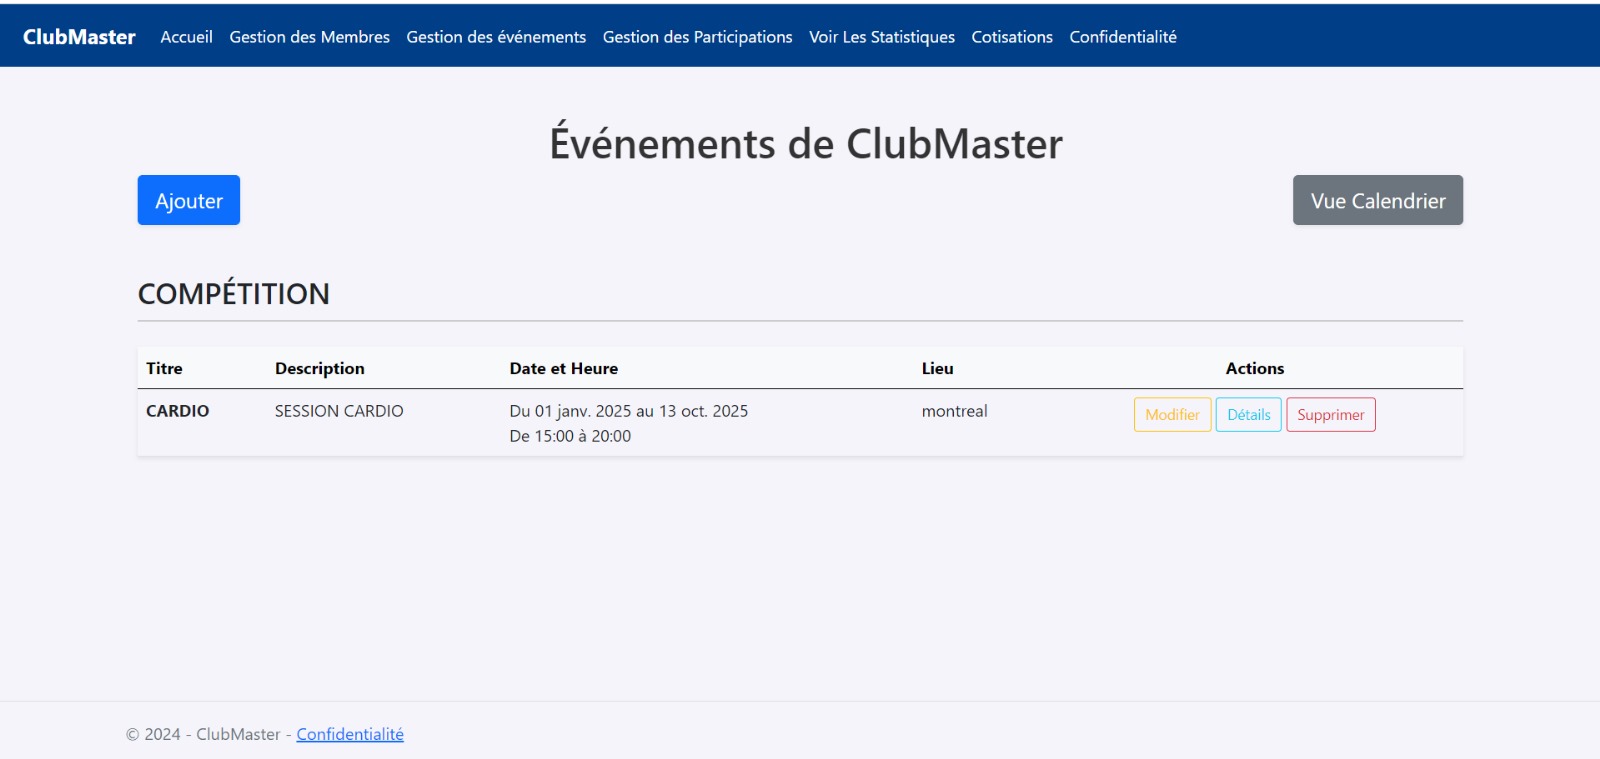 ClubMaster Accueil Gestion des Membres Gestion des événements Gestion des Participations Voir Les Statistiques Cotisations Confidentialité
Événements de ClubMaster
Ajouter Vue Calendrier
COMPÉTITION
Titre Description Date et Heure Lieu Actions
CARDIO SESSION CARDIO Du 01 janv. 2025 au 13 oct. 2025 montreal Modifier Détails Supprimer
De 15:00 à 20:00
© 2024 - ClubMaster - Confidentialité